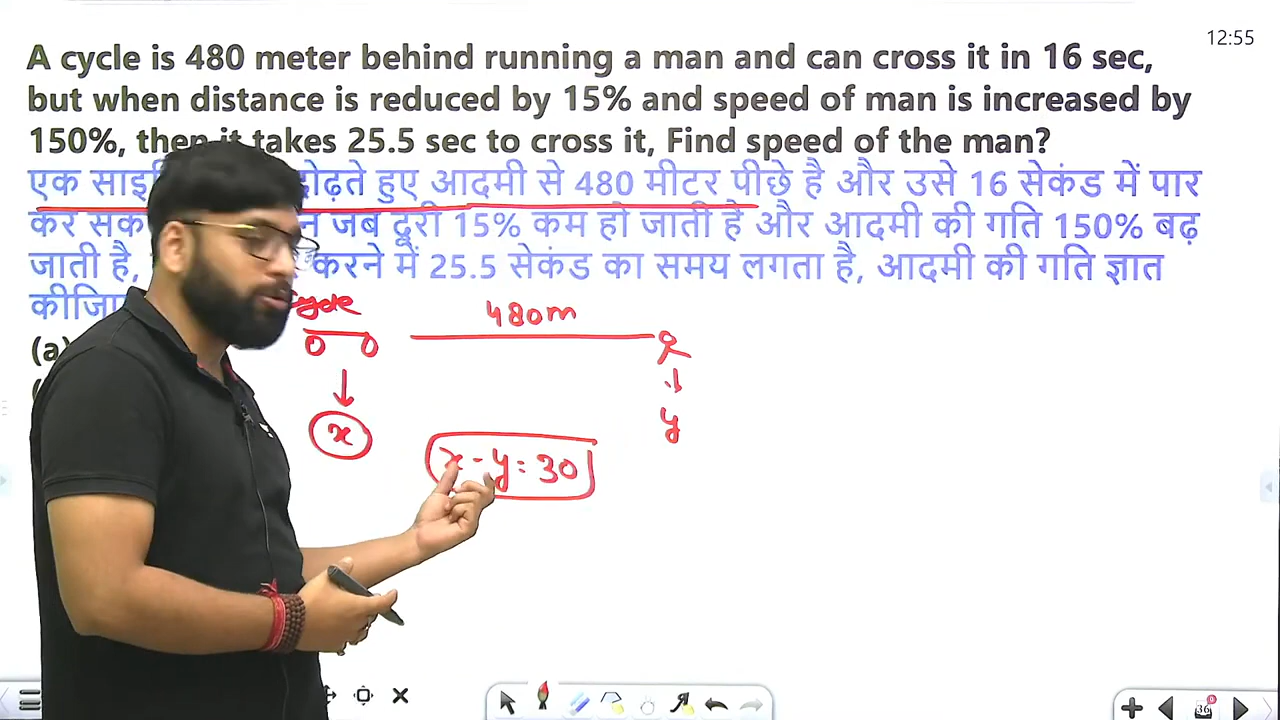 12:55
A cycle is 480 meter behind running a man and can cross it in 16 sec,
but when distance is reduced by 15% and speed of man is increased by
150%, then it takes 25.5 sec to cross it, Find speed of the man?
एक दोढ़ते हुए आदमी से 480 मीटर पीछे है और उसे 16 सेकंड में पार
कर जब दूरी 15% कम हो जाती हे और आदमी की गति 150% बढ़
जाती है, करने में 25.5 सेकंड का समय लगता है, आदमी की गति ज्ञात
कीजि
(a)
cycle
480m
x
y
x - y = 30
36